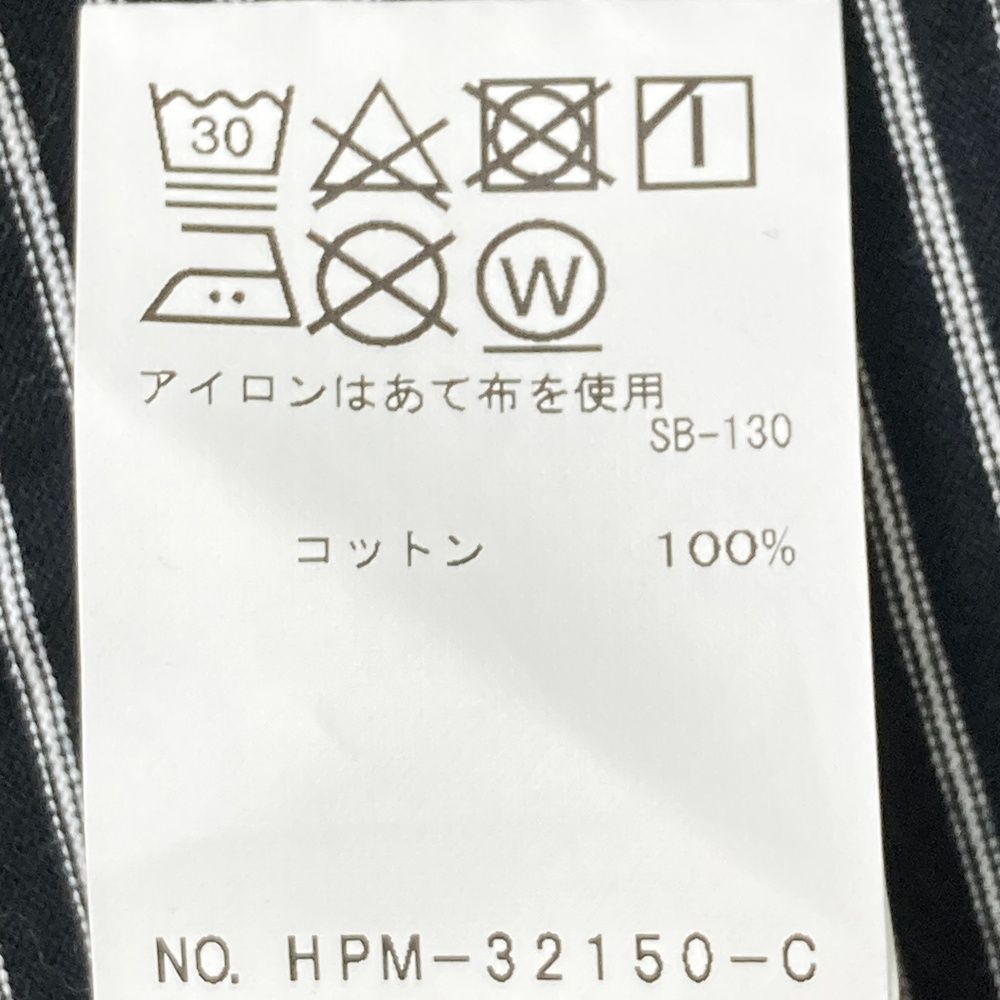 30
W
アイロンはあて布を使用
SB-130
コットン 100%
NO. HPM-32150-C